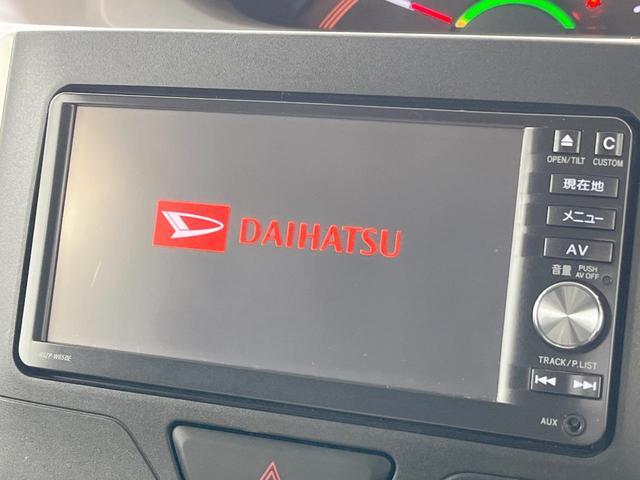 OPEN/TILT
C
CUSTOM
現在地
メニュー
AV
音量 PUSH AV OFF
DAIHATSU
TRACK/P.LIST
AUX